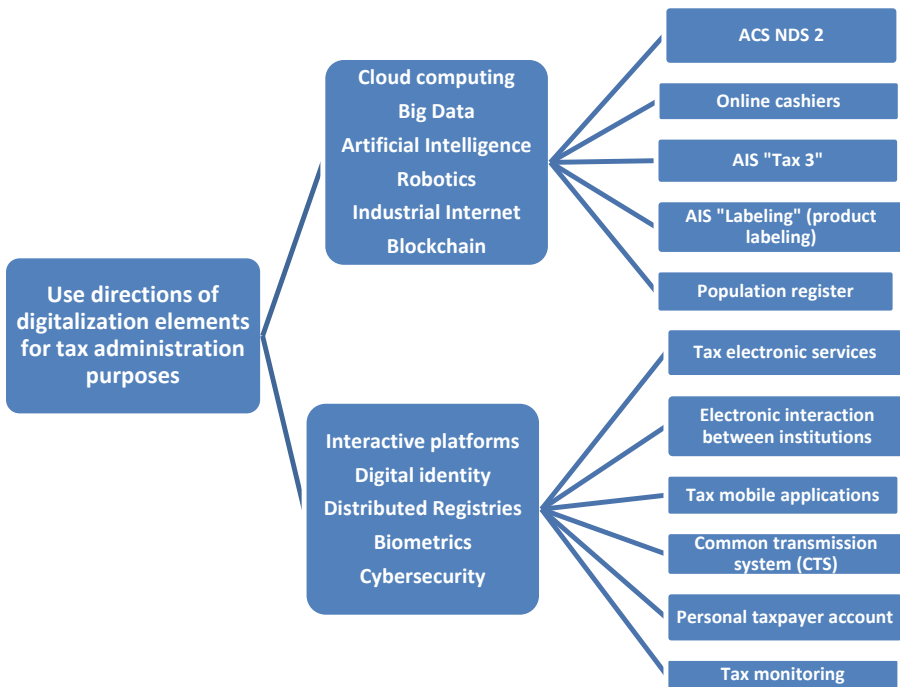 Use directions of
digitalization elements
for tax administration
purposes
Cloud computing
Big Data
Artificial Intelligence
Robotics
Industrial Internet
Blockchain
Interactive platforms
Digital identity
Distributed Registries
Biometrics
Cybersecurity
ACS NDS 2
Online cashiers
AIS "Tax 3"
AIS "Labeling" (product
labeling)
Population register
Tax electronic services
Electronic interaction
between institutions
Tax mobile applications
Common transmission
system (CTS)
Personal taxpayer account
Tax monitoring